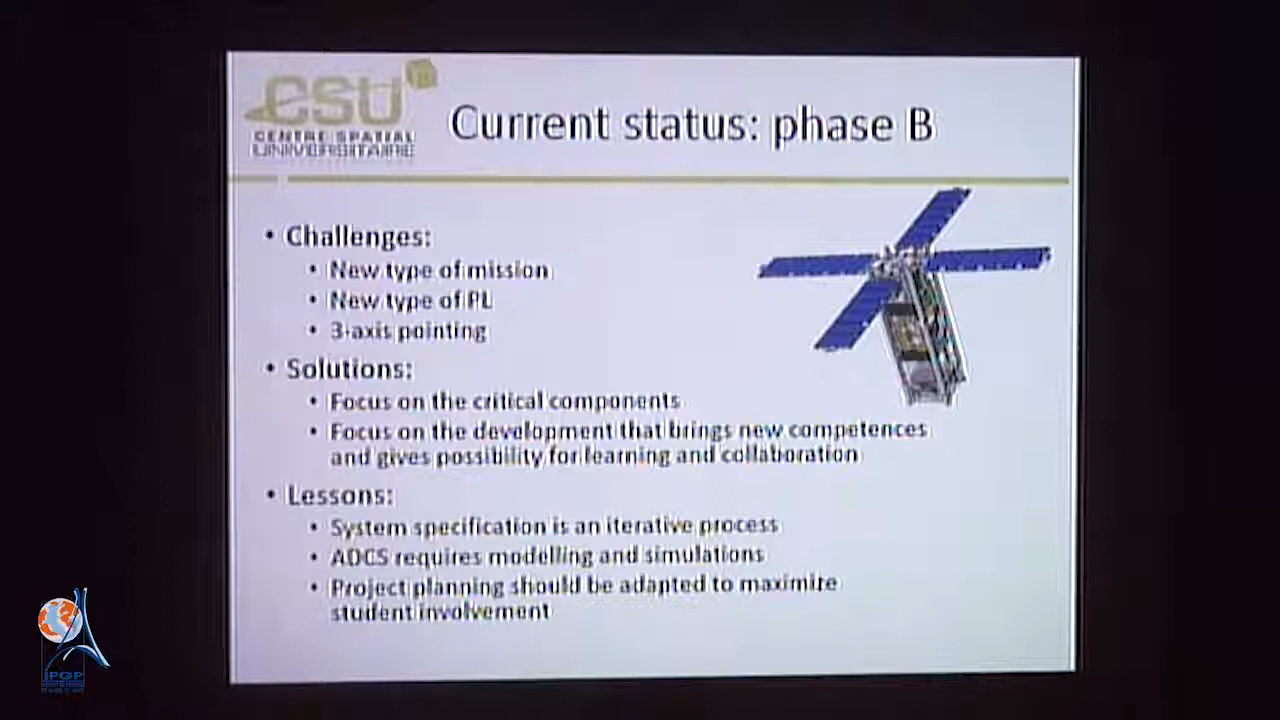 CSU
CENTRE SPATIAL
UNIVERSITAIRE
Current status: phase B
• Challenges:
• New type of mission
• New type of PL
• 3-axis pointing
• Solutions:
• Focus on the critical components
• Focus on the development that brings new competences
and gives possibility for learning and collaboration
• Lessons:
• System specification is an iterative process
• ADCS requires modelling and simulations
• Project planning should be adapted to maximize
student involvement
IPGP